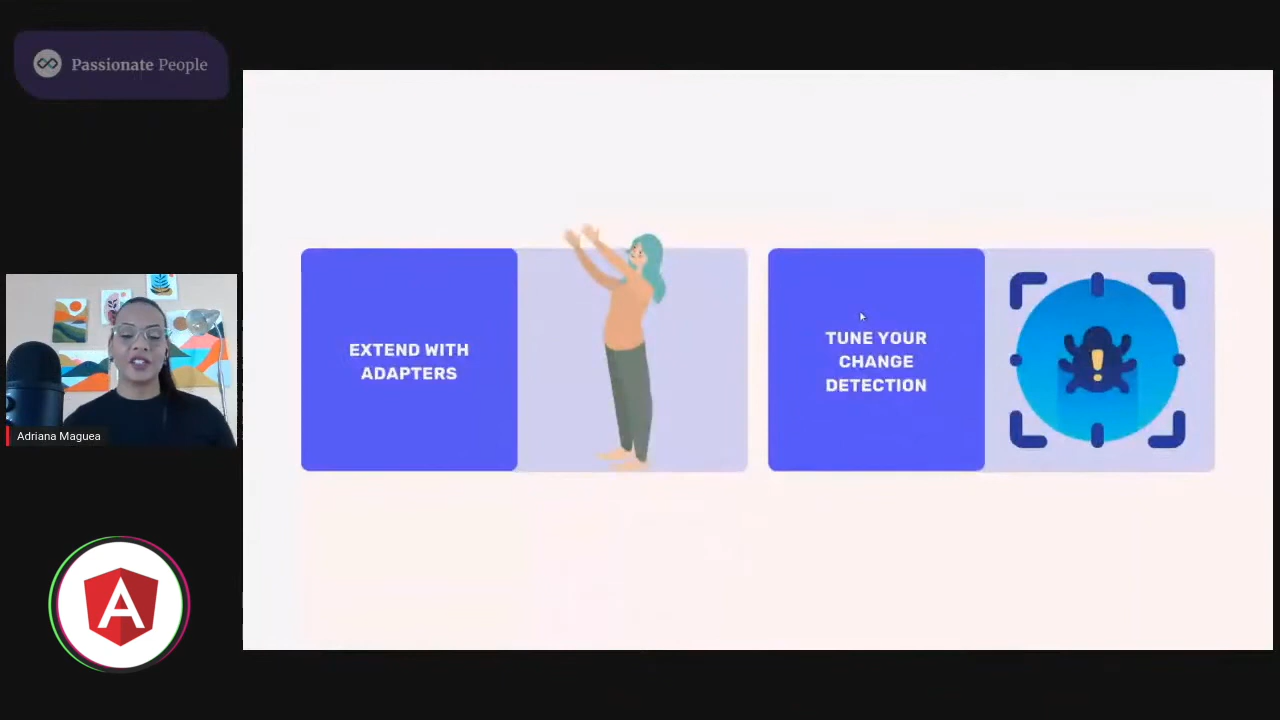 Passionate People
EXTEND WITH
ADAPTERS
TUNE YOUR
CHANGE
DETECTION
Adriana Maguea
A